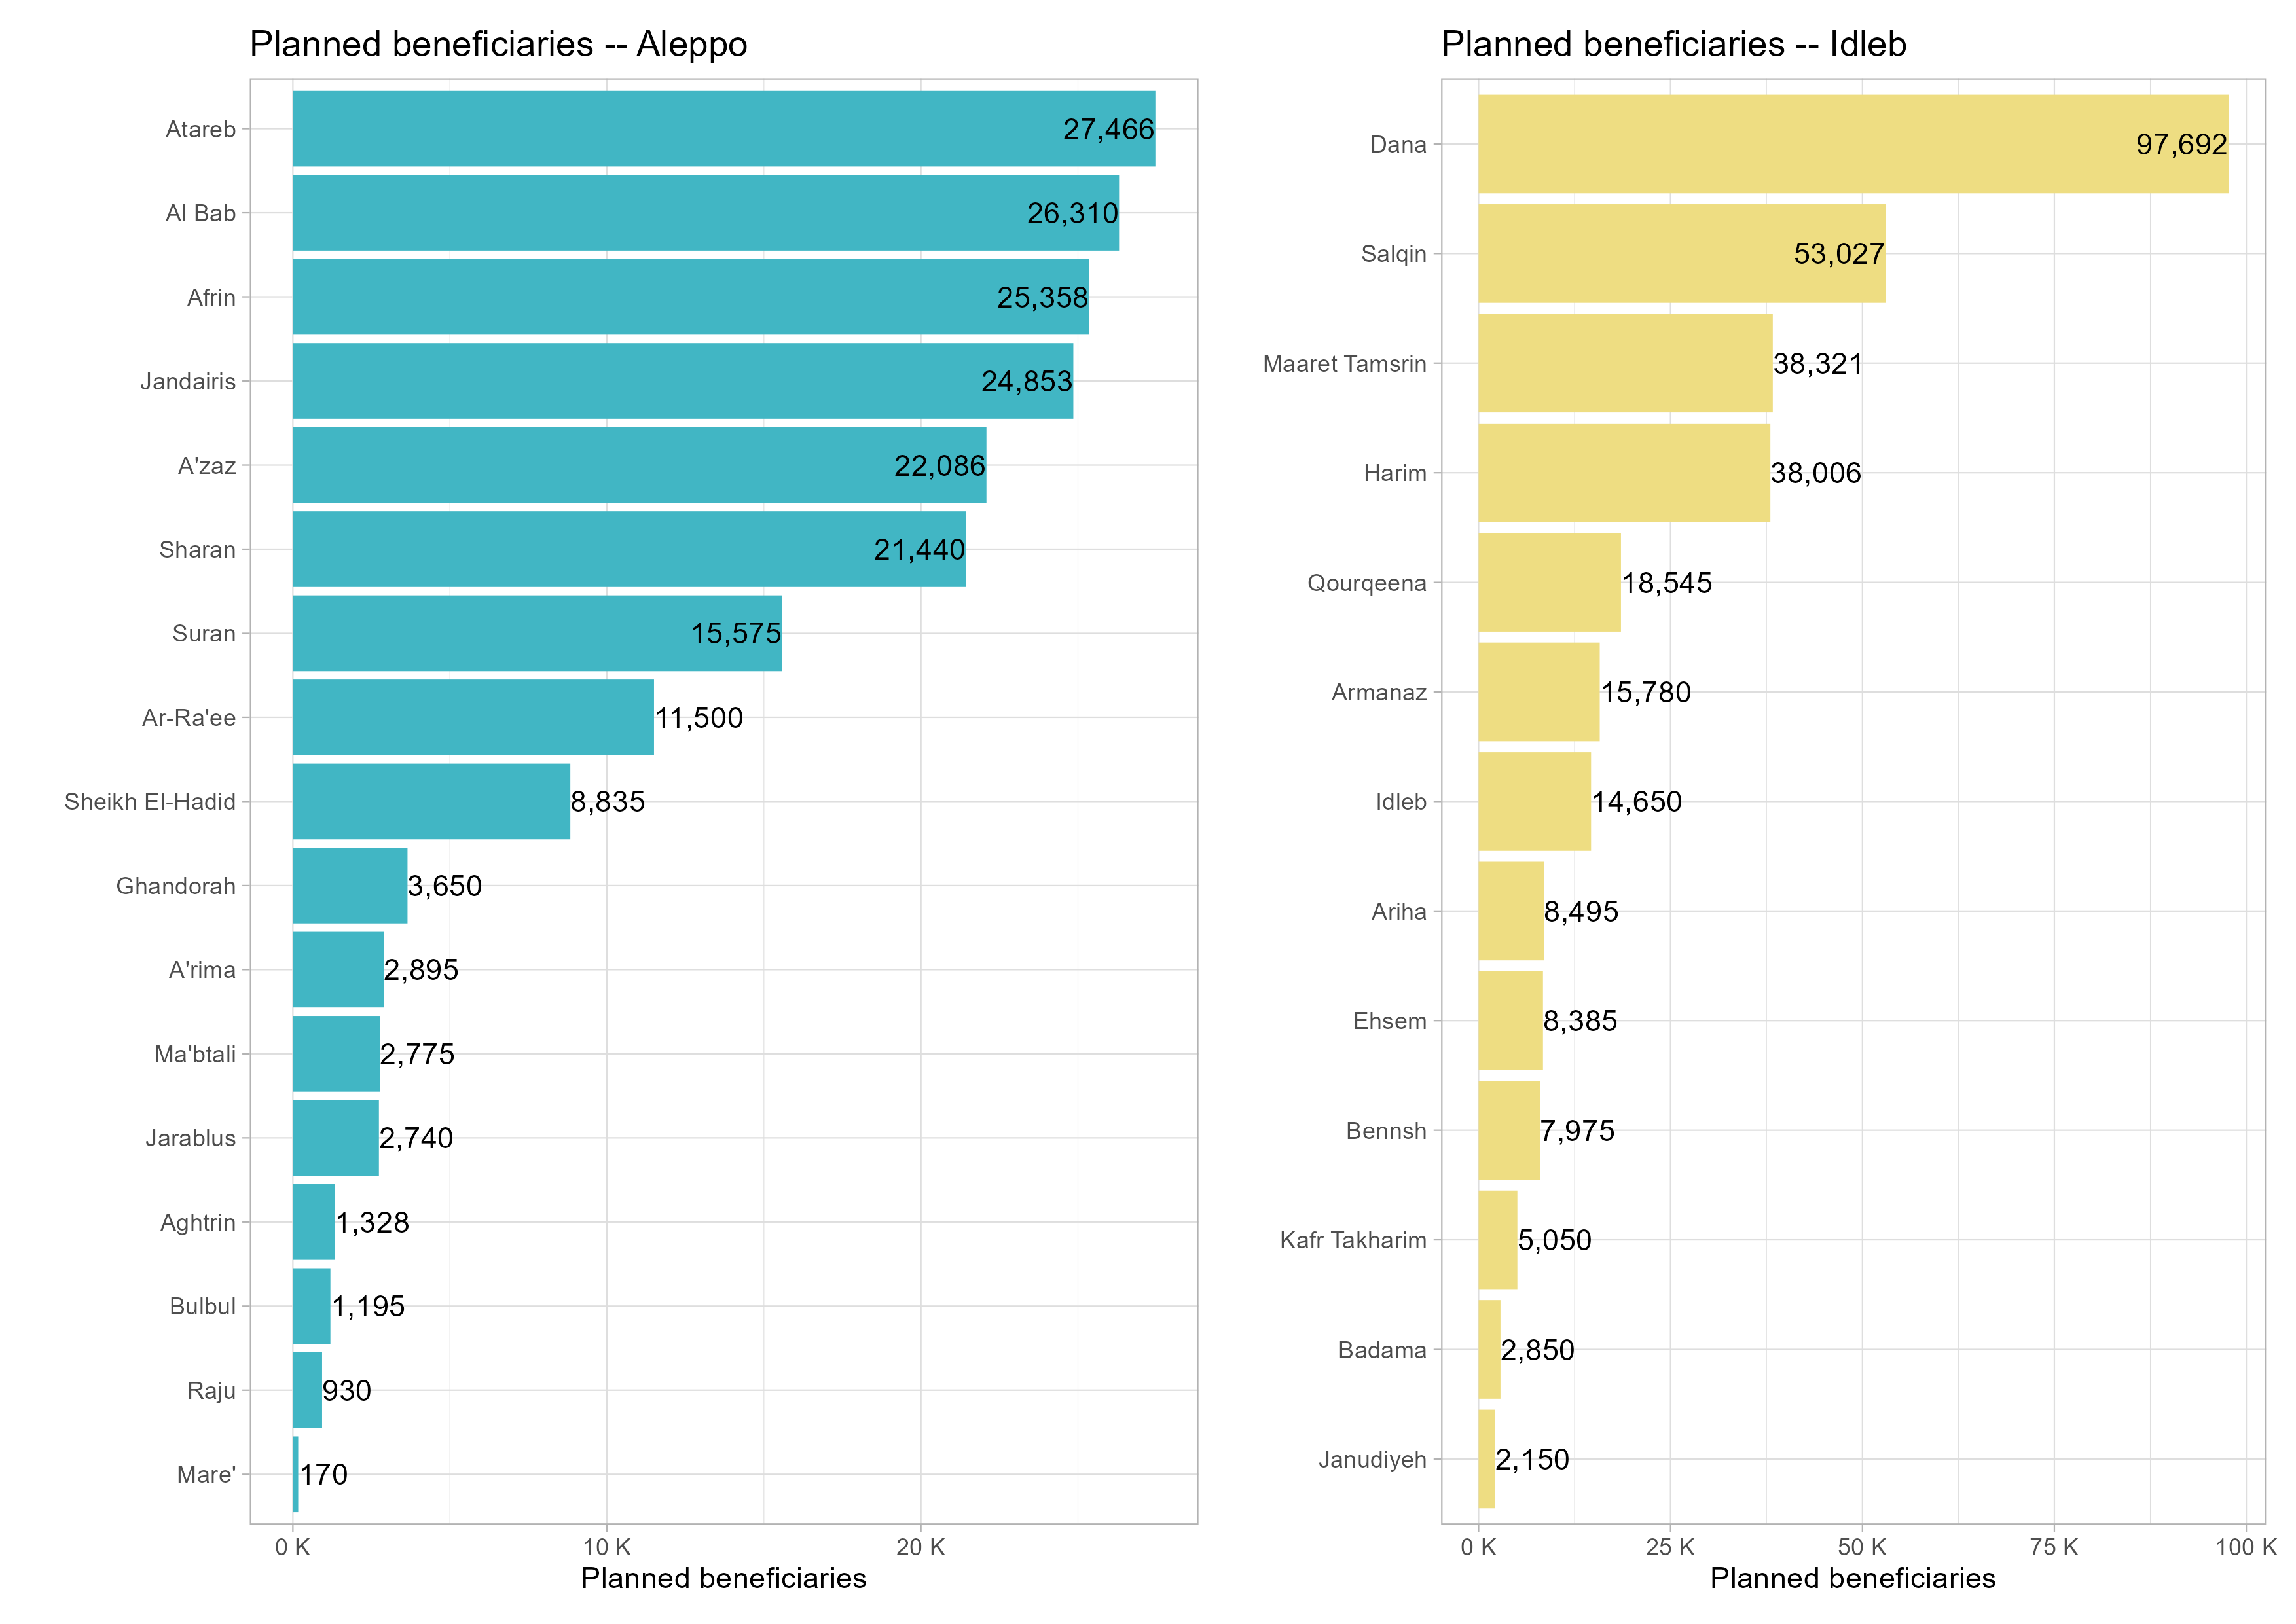 Planned beneficiaries -- Aleppo
Atareb 27,466
Al Bab 26,310
Afrin 25,358
Jandairis 24,853
A'zaz 22,086
Sharan 21,440
Suran 15,575
Ar-Ra'ee 11,500
Sheikh El-Hadid 8,835
Ghandorah 3,650
A'rima 2,895
Ma'btali 2,775
Jarablus 2,740
Aghtrin 1,328
Bulbul 1,195
Raju 930
Mare' 170
0 K 10 K 20 K
Planned beneficiaries
Planned beneficiaries -- Idleb
Dana 97,692
Salqin 53,027
Maaret Tamsrin 38,321
Harim 38,006
Qourqeena 18,545
Armanaz 15,780
Idleb 14,650
Ariha 8,495
Ehsem 8,385
Bennsh 7,975
Kafr Takharim 5,050
Badama 2,850
Janudiyeh 2,150
0 K 25 K 50 K 75 K 100 K
Planned beneficiaries